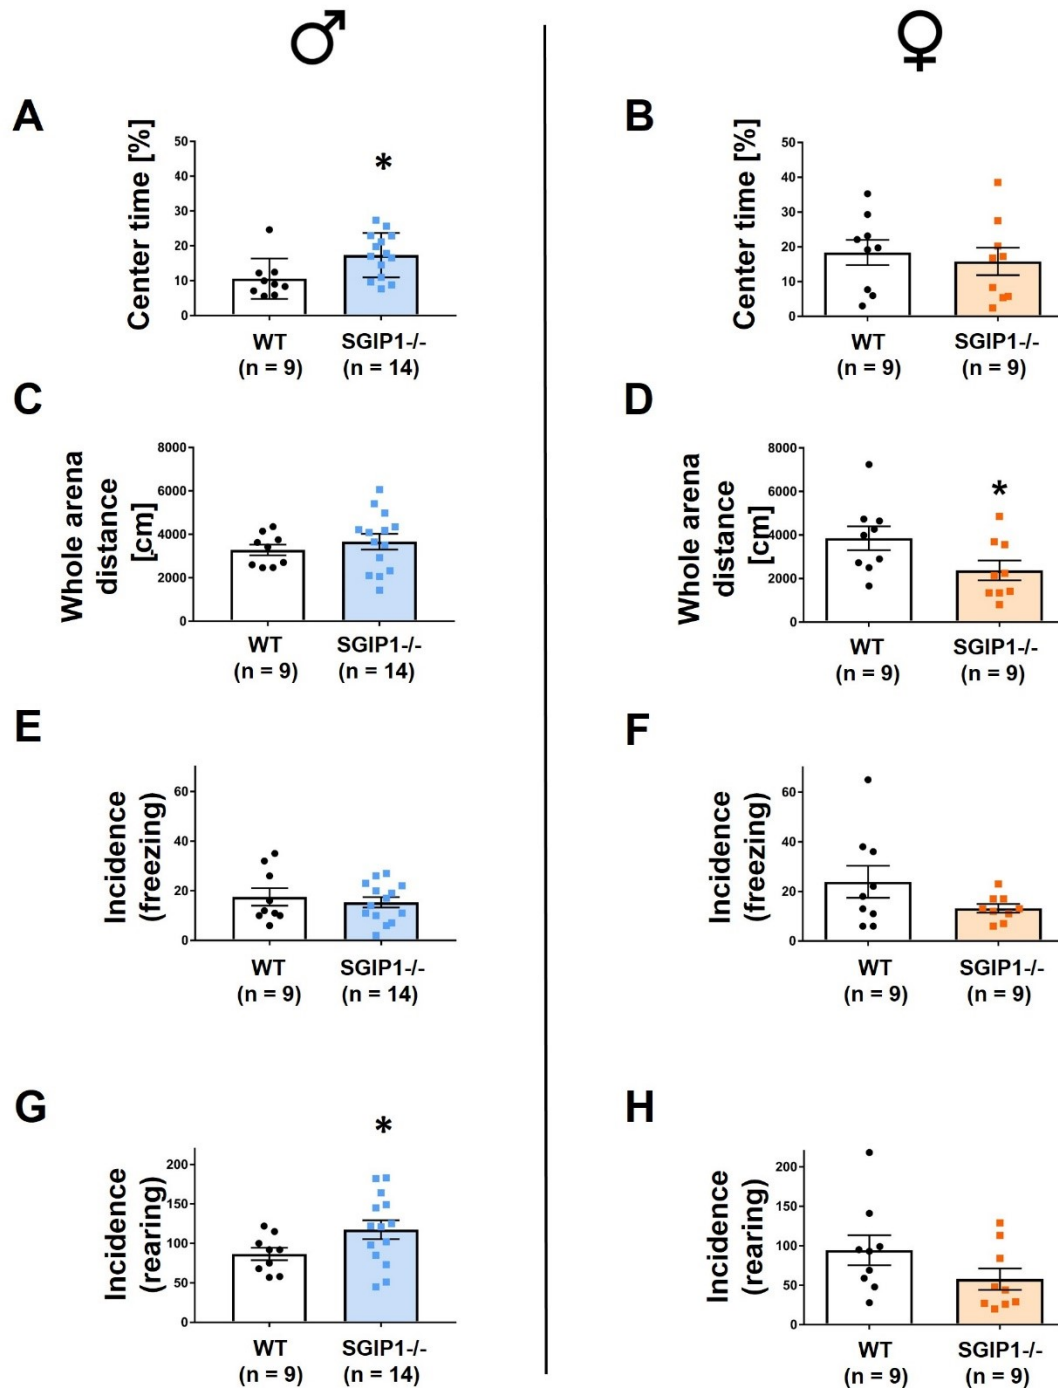 ♂
♀
A
Center time [%]
50
40
30
20
10
0
*
WT
(n = 9)
SGIP1-/-
(n = 14)
B
Center time [%]
50
40
30
20
10
0
WT
(n = 9)
SGIP1-/-
(n = 9)
C
Whole arena
distance
[cm]
8000
6000
4000
2000
0
WT
(n = 9)
SGIP1-/-
(n = 14)
D
Whole arena
distance
[cm]
8000
6000
4000
2000
0
*
WT
(n = 9)
SGIP1-/-
(n = 9)
E
Incidence
(freezing)
60
40
20
0
WT
(n = 9)
SGIP1-/-
(n = 14)
F
Incidence
(freezing)
60
40
20
0
WT
(n = 9)
SGIP1-/-
(n = 9)
G
Incidence
(rearing)
200
150
100
50
0
*
WT
(n = 9)
SGIP1-/-
(n = 14)
H
Incidence
(rearing)
200
150
100
50
0
WT
(n = 9)
SGIP1-/-
(n = 9)